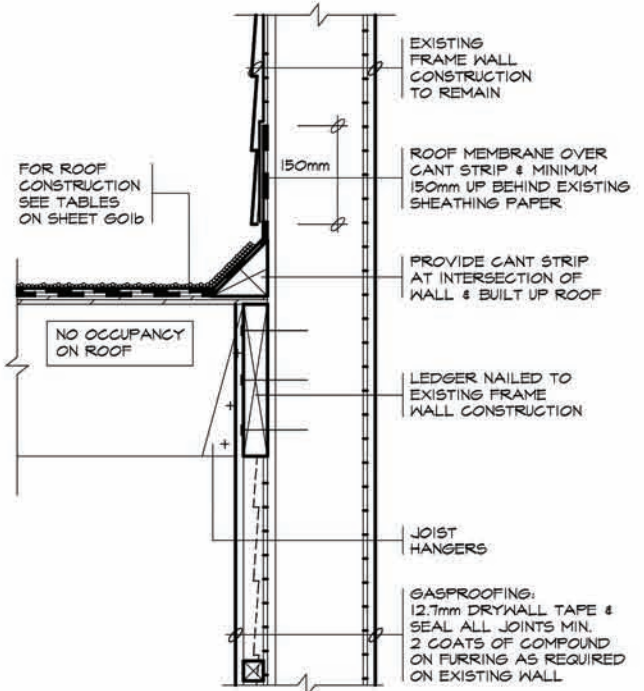 EXISTING
FRAME WALL
CONSTRUCTION
TO REMAIN
150mm
ROOF MEMBRANE OVER
CANT STRIP & MINIMUM
150mm UP BEHIND EXISTING
SHEATHING PAPER
FOR ROOF
CONSTRUCTION
SEE TABLES
ON SHEET G01b
PROVIDE CANT STRIP
AT INTERSECTION OF
WALL & BUILT UP ROOF
NO OCCUPANCY
ON ROOF
LEDGER NAILED TO
EXISTING FRAME
WALL CONSTRUCTION
JOIST
HANGERS
GASPROOFING:
12.7mm DRYWALL TAPE &
SEAL ALL JOINTS MIN.
2 COATS OF COMPOUND
ON FURRING AS REQUIRED
ON EXISTING WALL